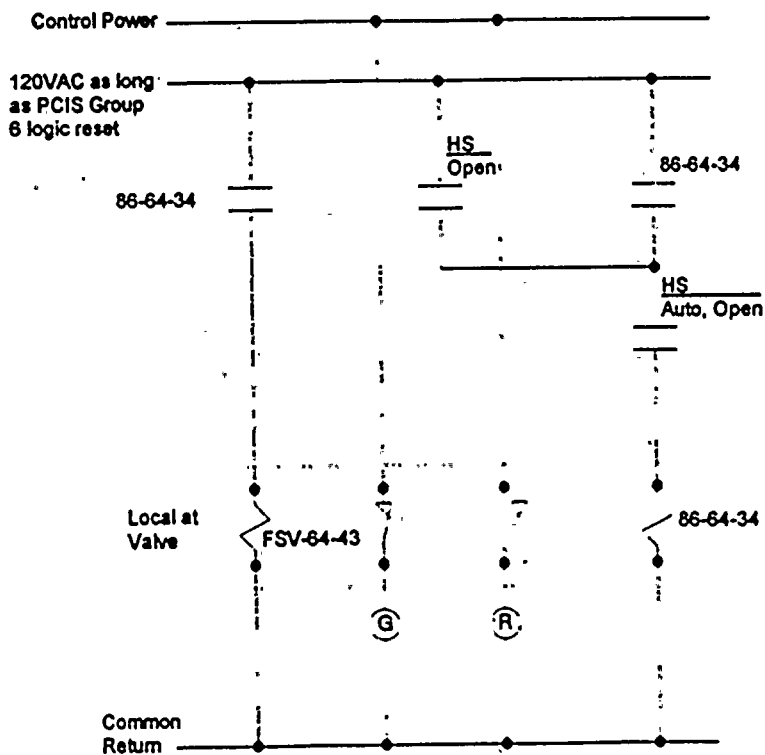 Control Power
120VAC as long
as PCIS Group
6 logic reset
HS
Open
86-64-34
86-64-34
HS
Auto, Open
Local at
Valve
FSV-64-43
86-64-34
G
R
Common
Return